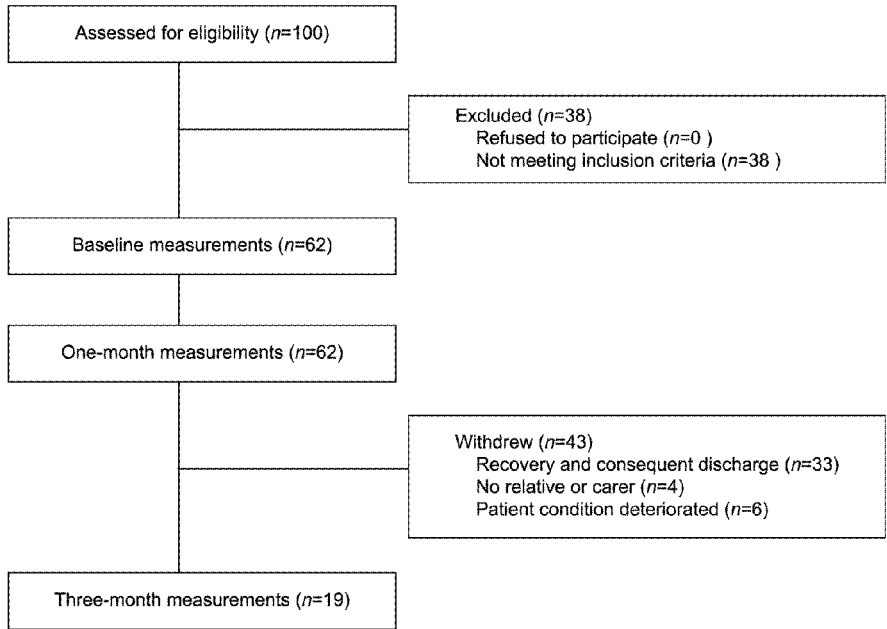 Assessed for eligibility (n=100)
Excluded (n=38)
Refused to participate (n=0 )
Not meeting inclusion criteria (n=38 )
Baseline measurements (n=62)
One-month measurements (n=62)
Withdrew (n=43)
Recovery and consequent discharge (n=33)
No relative or carer (n=4)
Patient condition deteriorated (n=6)
Three-month measurements (n=19)